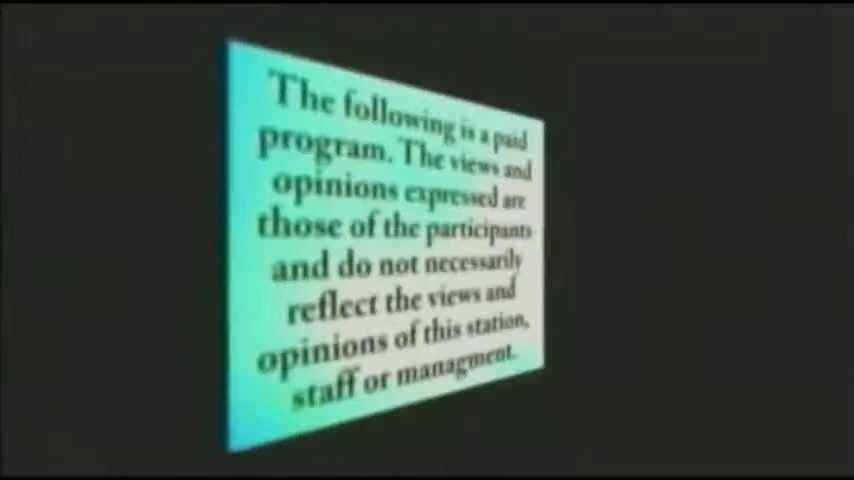 The following is a paid
program. The views and
opinions expressed are
those of the participants
and do not necessarily
reflect the views and
opinions of this station,
staff or managment.